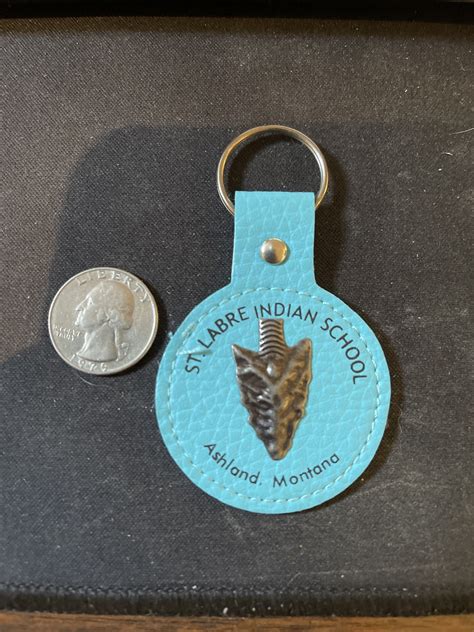 LIBERTY
ST. LABRE INDIAN SCHOOL
Ashland, Montana